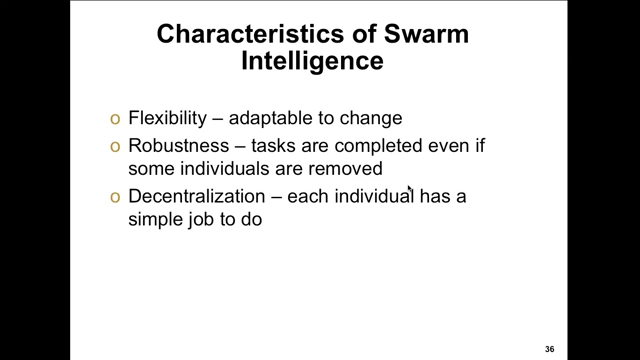 Characteristics of Swarm
Intelligence
o Flexibility – adaptable to change
o Robustness – tasks are completed even if
some individuals are removed
o Decentralization – each individual has a
simple job to do
36